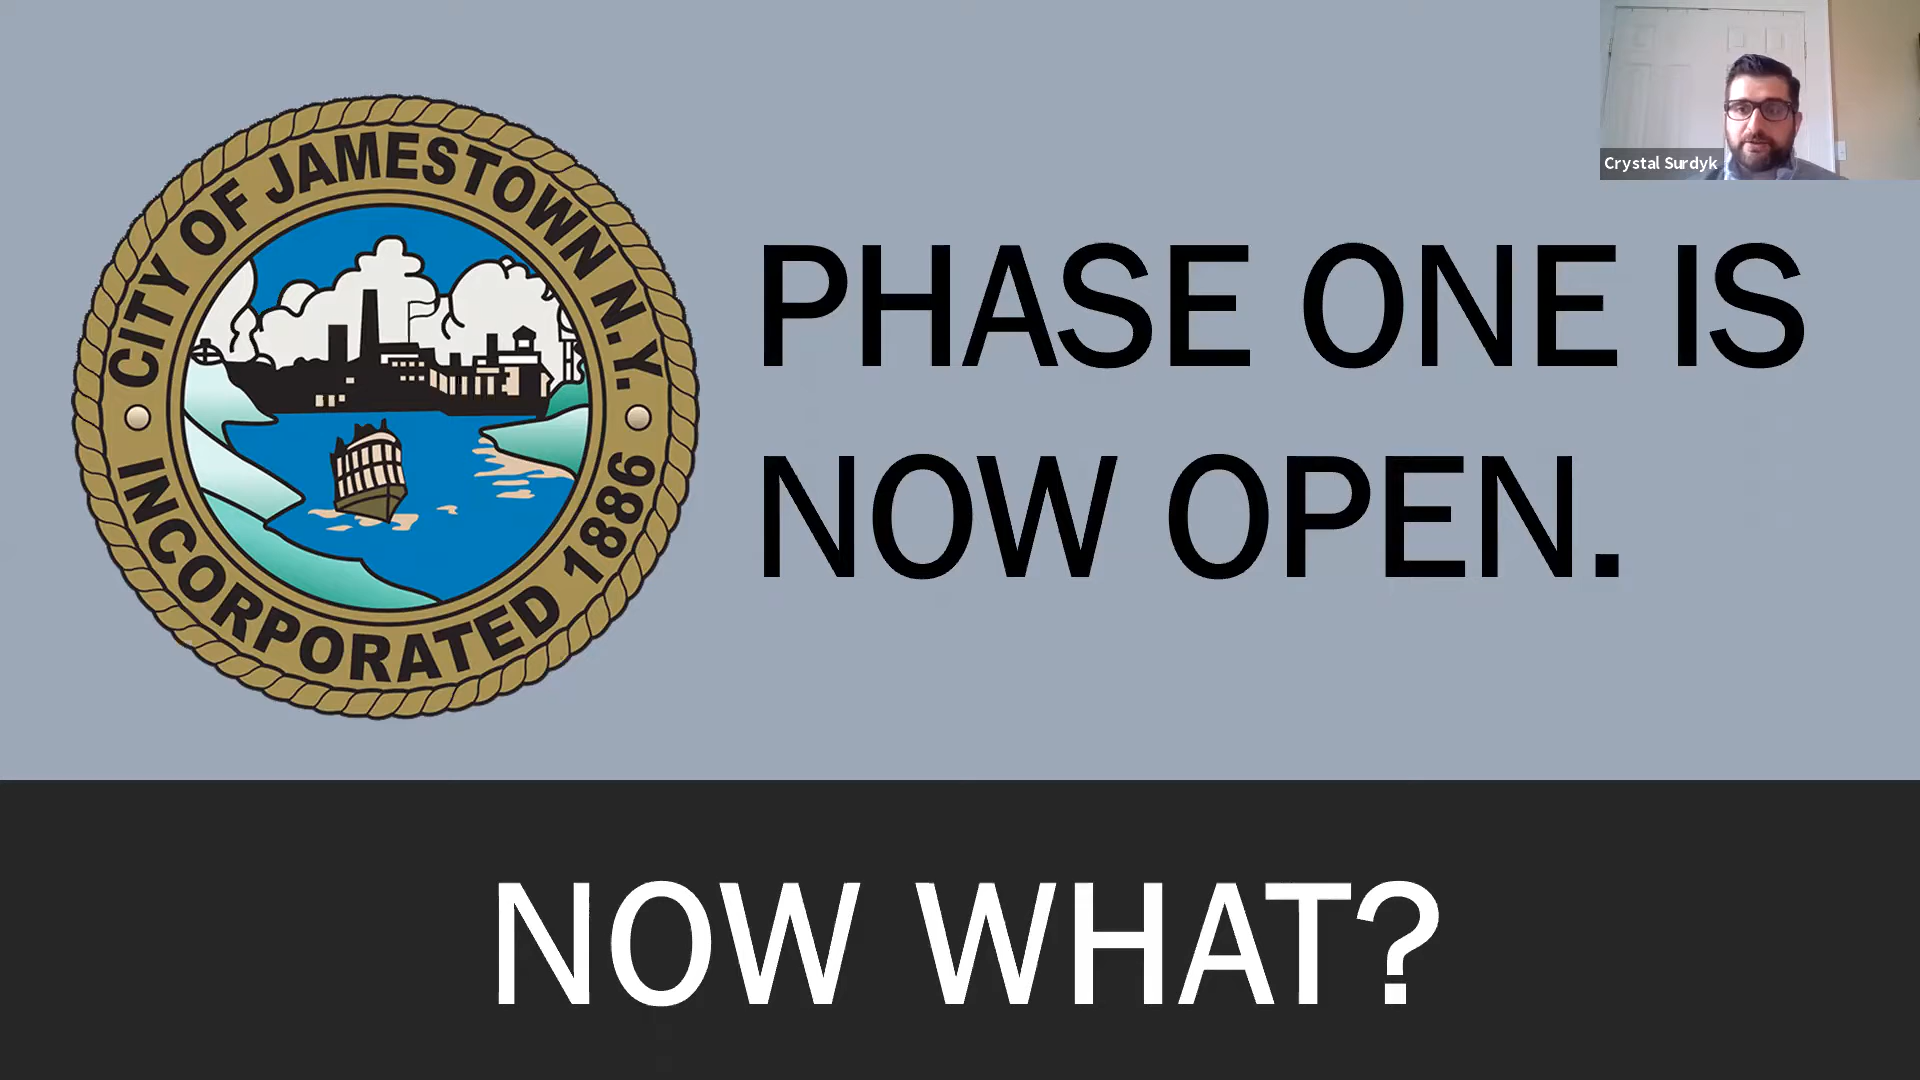 CITY OF JAMESTOWN N.Y.
INCORPORATED 1886
Crystal Surdyk
PHASE ONE IS
NOW OPEN.
NOW WHAT?